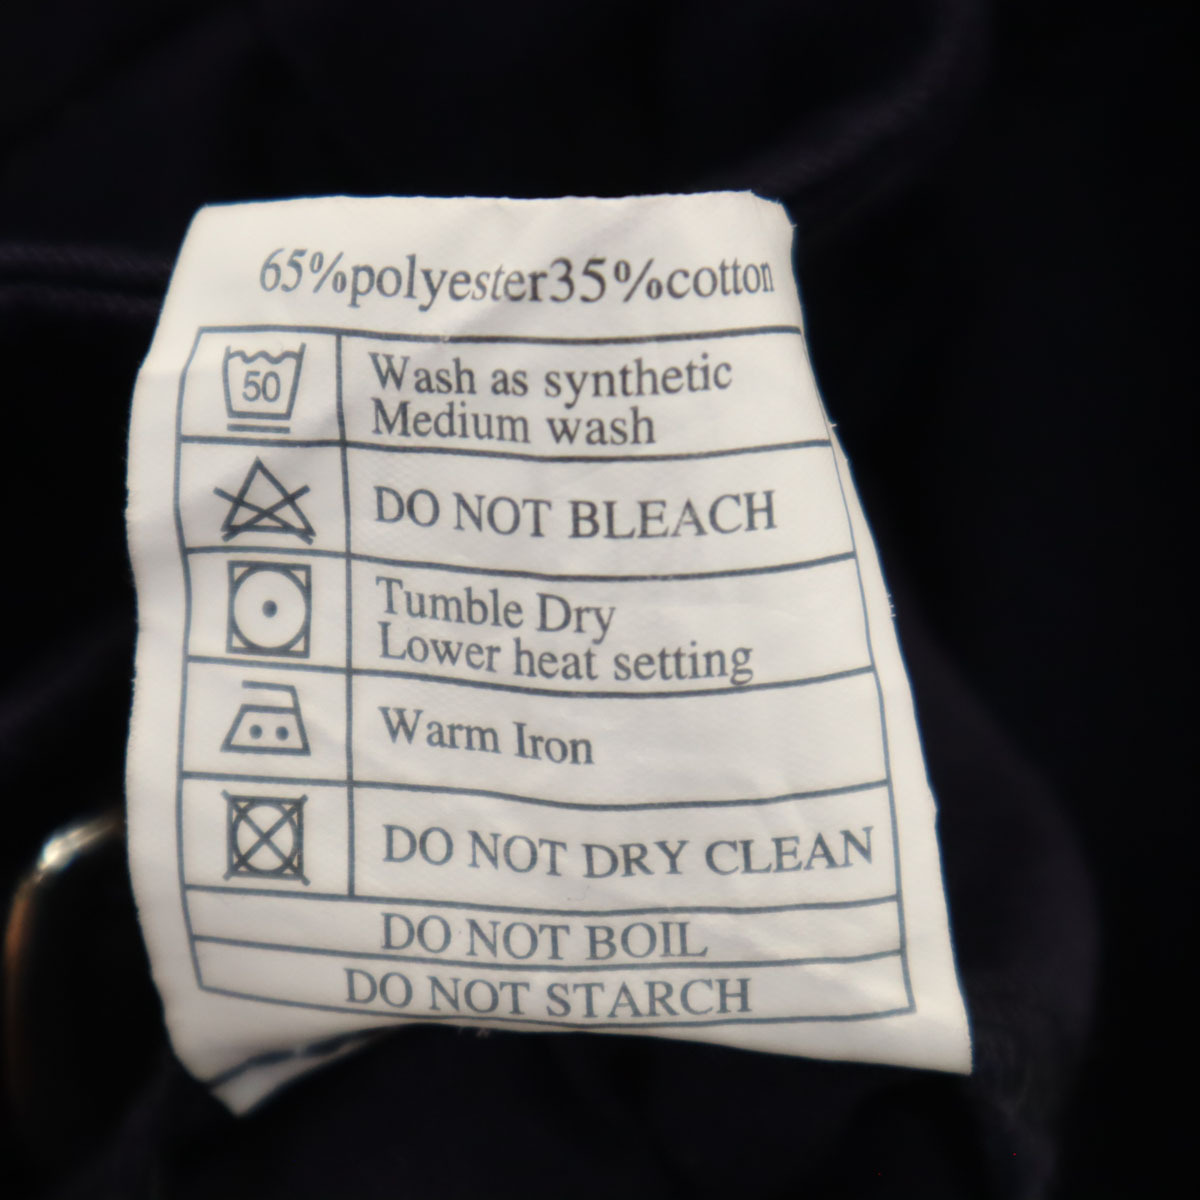 65%polyester35%cotton
50
Wash as synthetic
Medium wash
DO NOT BLEACH
Tumble Dry
Lower heat setting
Warm Iron
DO NOT DRY CLEAN
DO NOT BOIL
DO NOT STARCH